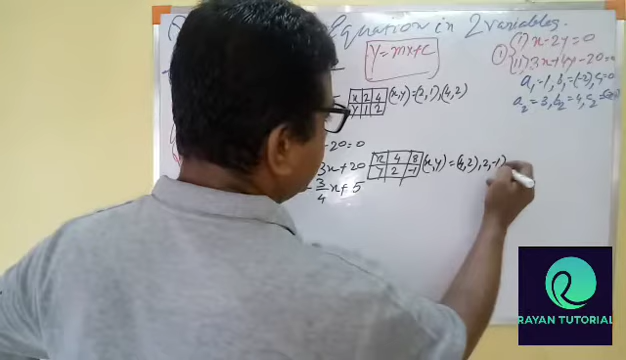 Equation in 2 variables.
y=mx+c
(i) x-2y=0
(ii) 3x+4y-20=0
a₁=1, b₁=(-2), c₁=0
a₂=3, b₂=4, c₂=
x 2 4 (x,y)=(2,1),(4,2)
y 1 2
-20=0
3x+20
3/4 x+5
x 4 8 (x,y)=(4,2),2,-1)
y 2 -1
RAYAN TUTORIAL